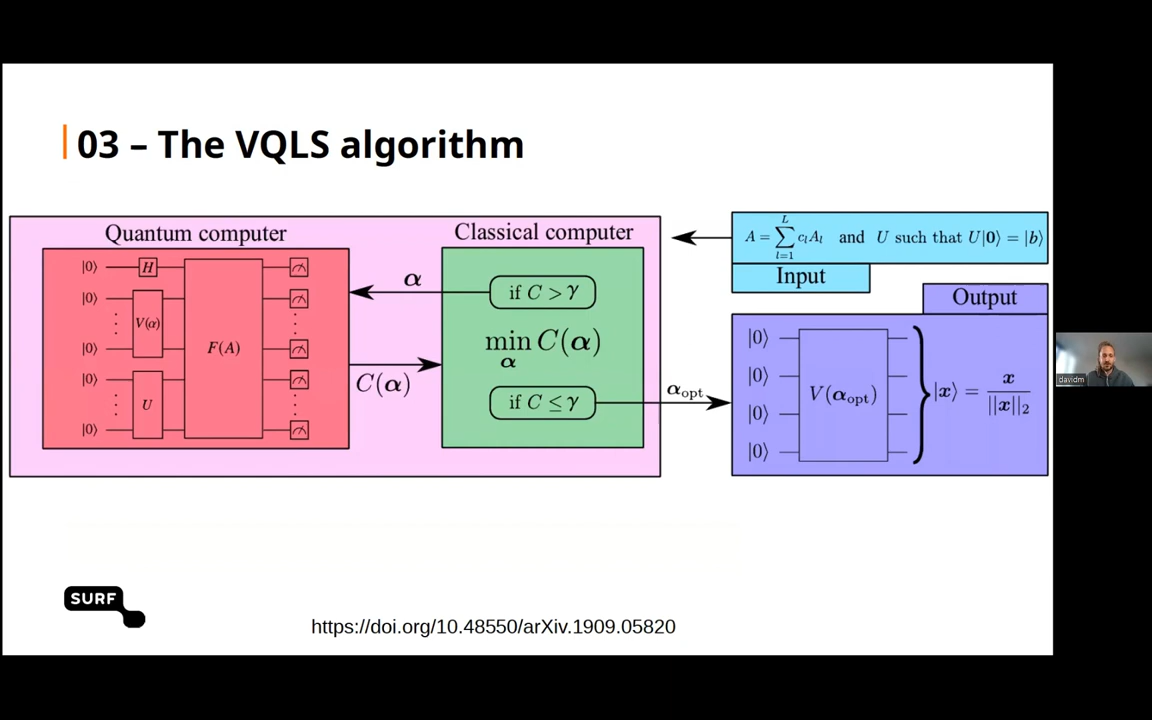 03 – The VQLS algorithm
Quantum computer
|0⟩ H
|0⟩
V(α)
|0⟩
F(A)
|0⟩
U
|0⟩
α
C(α)
Classical computer
if C > γ
min C(α)
α
if C ≤ γ
α_opt
A = ∑_{l=1}^{L} c_l A_l and U such that U|0⟩ = |b⟩
Input
Output
|0⟩
|0⟩
|0⟩
|0⟩
V(α_opt)
|x⟩ = x / ||x||₂
davidm
SURF
https://doi.org/10.48550/arXiv.1909.05820